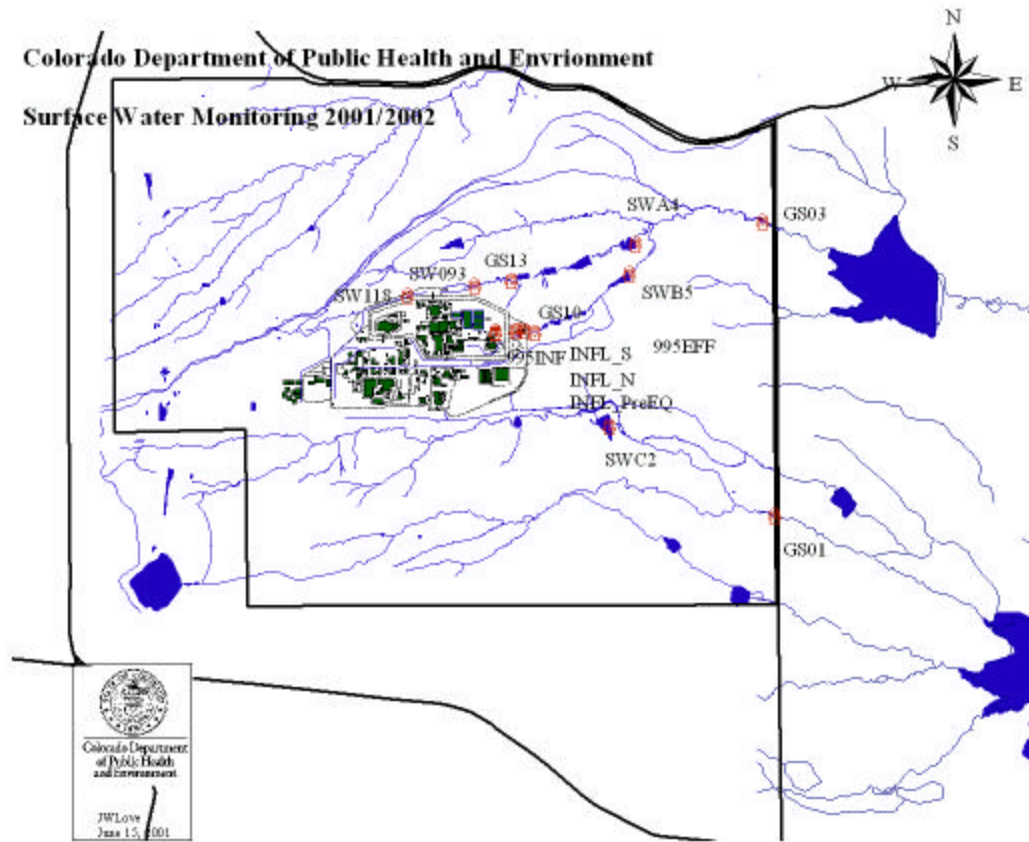 Colorado Department of Public Health and Envrionment
Surface Water Monitoring 2001/2002
N
W
E
S
SWA4
GS03
GS13
SW093
SW118
SWB5
GS10
995INF
INFL_S
995EFF
INFL_N
INFL_PreEQ
SWC2
GS01
Colorado Department
of Public Health
and Environment
JWLove
June 15, 2001